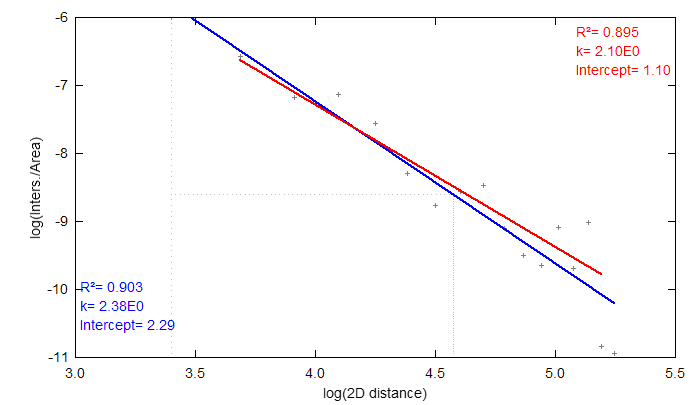 -6
R²= 0.895
k= 2.10E0
Intercept= 1.10
-7
-8
log(Inters./Area)
-9
-10
R²= 0.903
k= 2.38E0
Intercept= 2.29
-11
3.0 3.5 4.0 4.5 5.0 5.5
log(2D distance)